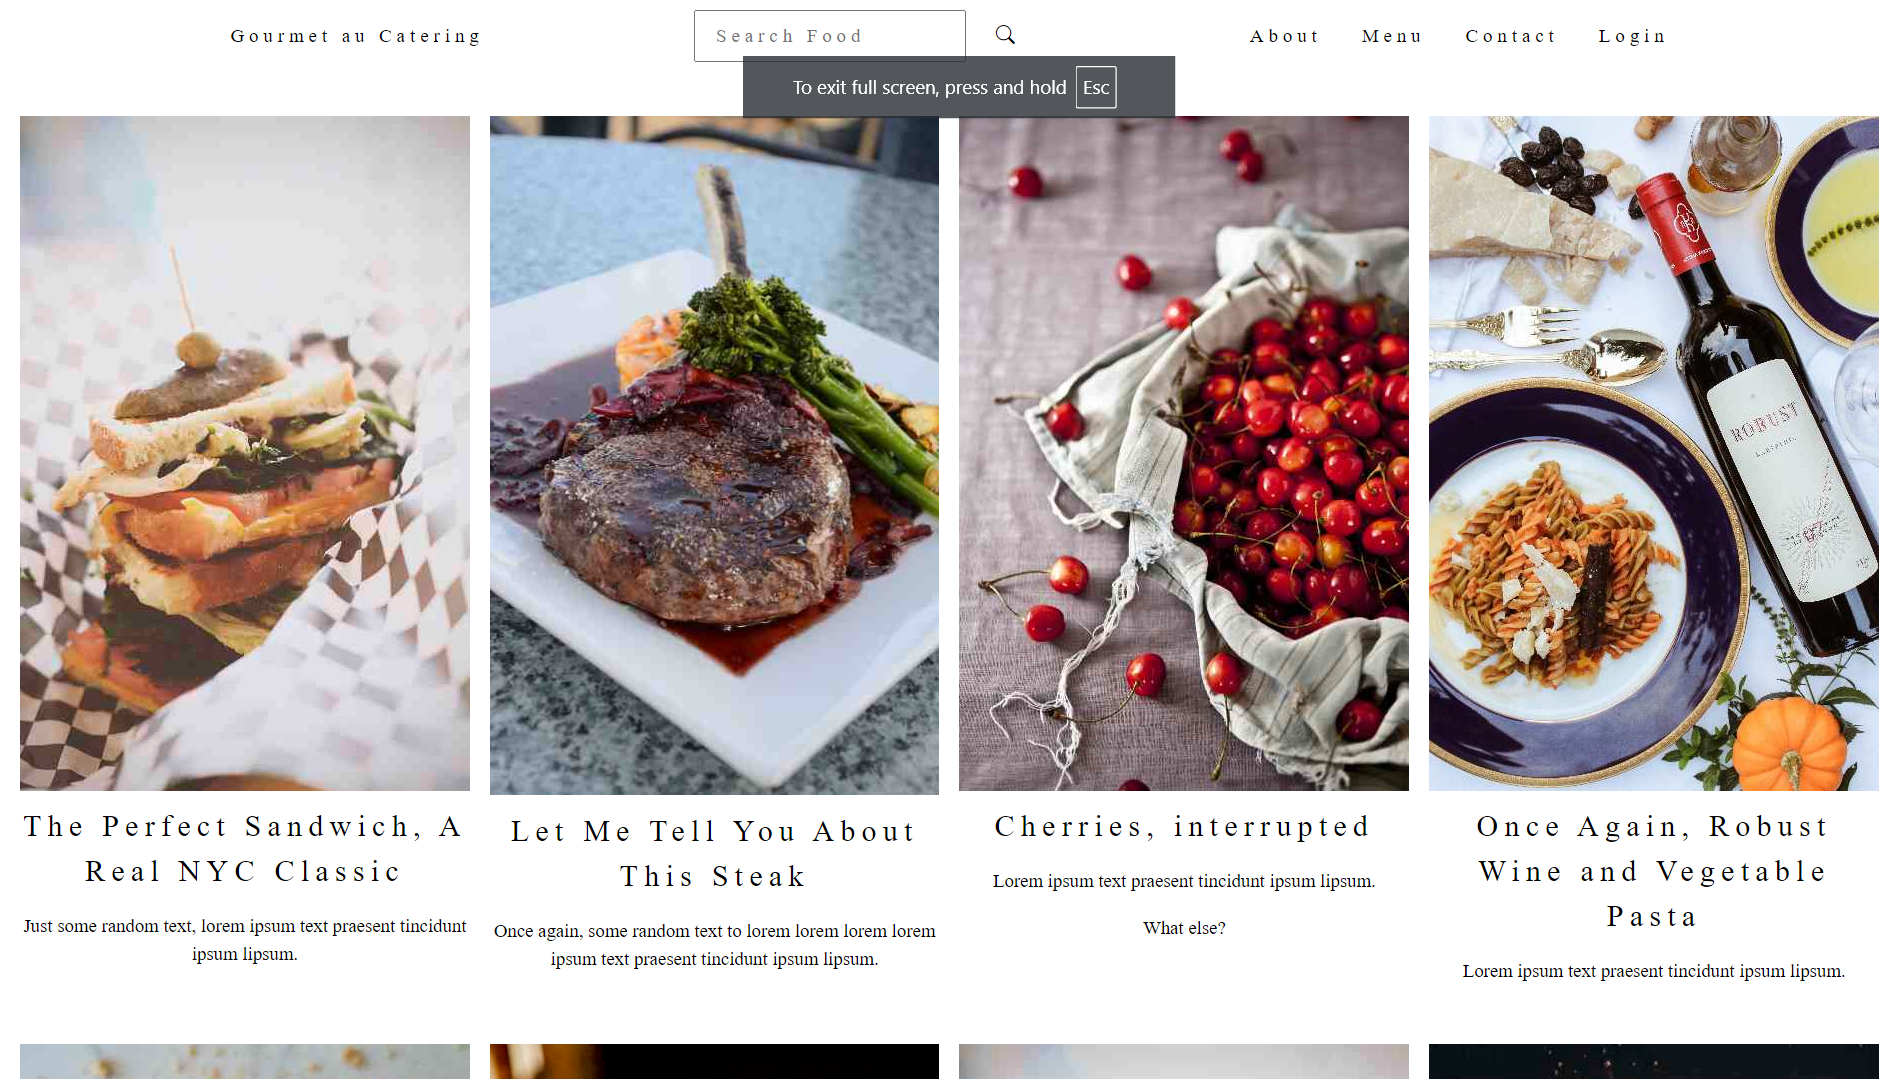 Gourmet au Catering
Search Food
About Menu Contact Login
To exit full screen, press and hold Esc
ROBUST
The Perfect Sandwich, A
Real NYC Classic
Just some random text, lorem ipsum text praesent tincidunt
ipsum lipsum.
Let Me Tell You About
This Steak
Once again, some random text to lorem lorem lorem lorem
ipsum text praesent tincidunt ipsum lipsum.
Cherries, interrupted
Lorem ipsum text praesent tincidunt ipsum lipsum.
What else?
Once Again, Robust
Wine and Vegetable
Pasta
Lorem ipsum text praesent tincidunt ipsum lipsum.